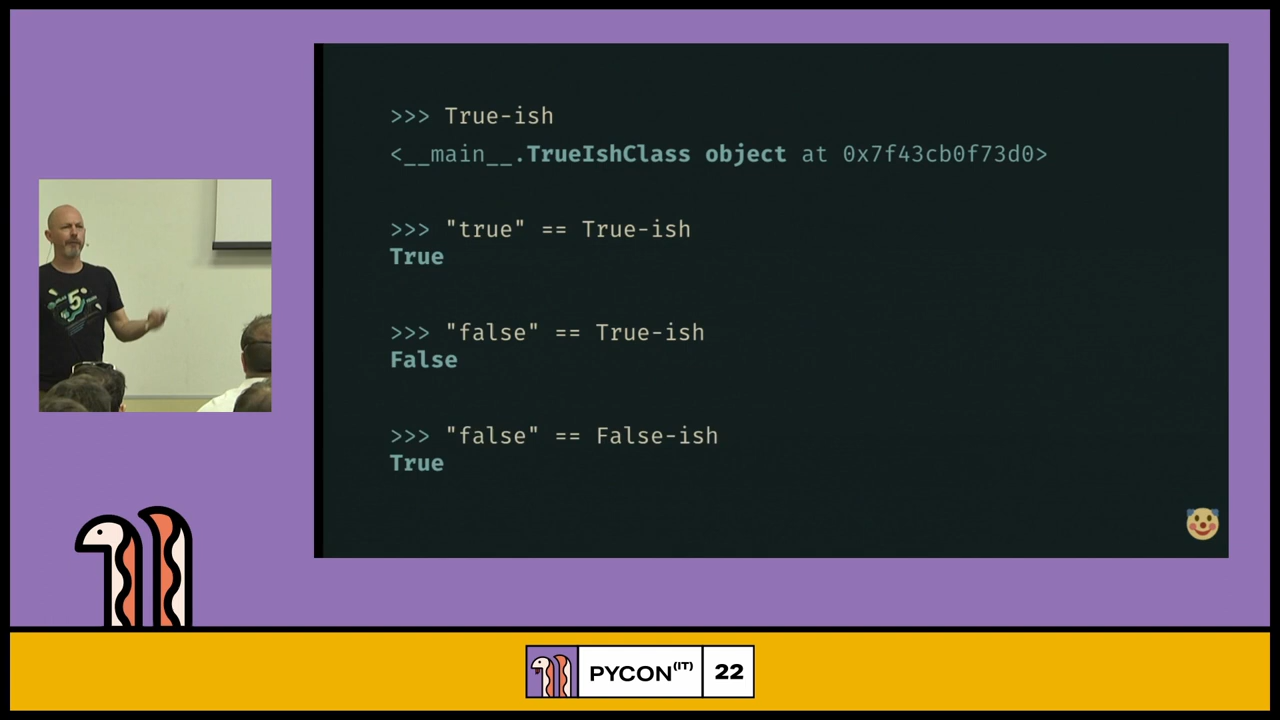 >>> True-ish
<__main__.TrueIshClass object at 0x7f43cb0f73d0>
>>> "true" == True-ish
True
>>> "false" == True-ish
False
>>> "false" == False-ish
True
5
PYCON(IT) 22